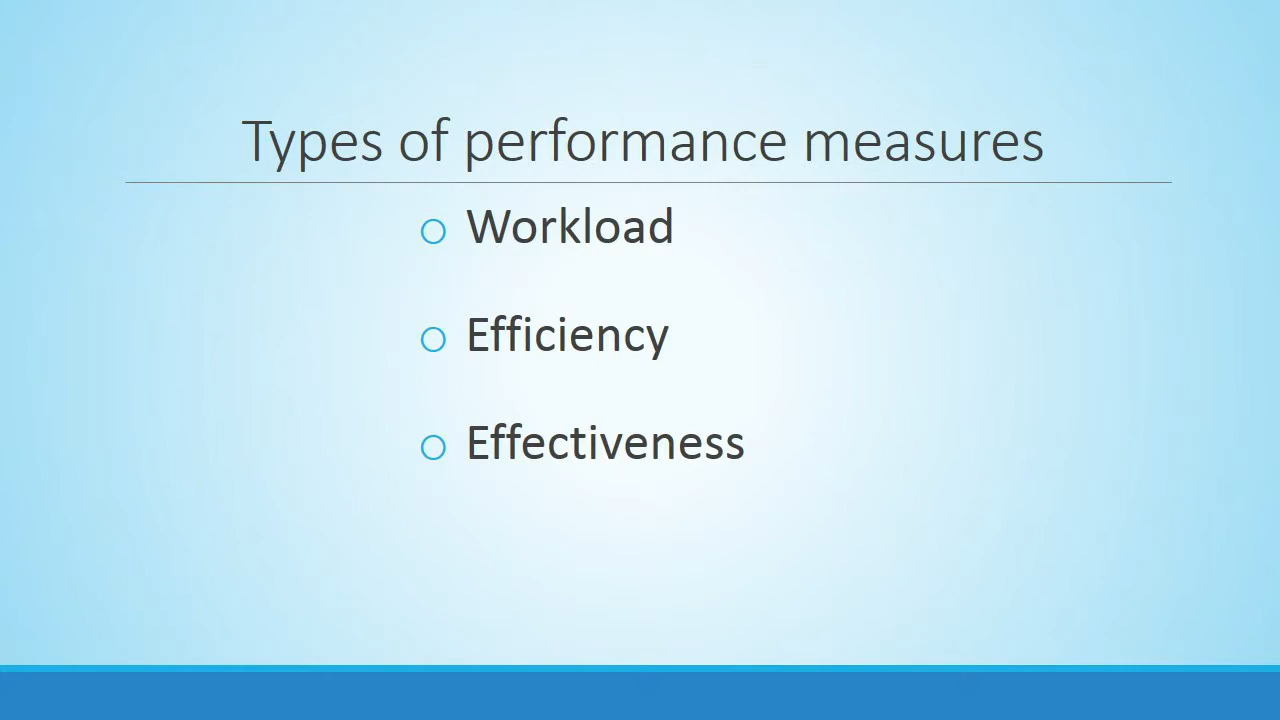 Types of performance measures
Workload
Efficiency
Effectiveness